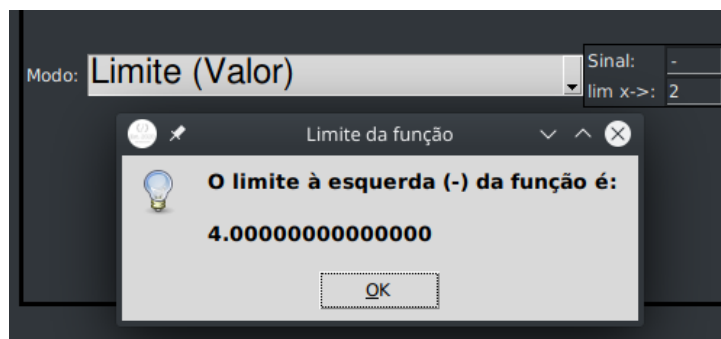 Modo: Limite (Valor)
Sinal: -
lim x->: 2
Limite da função
O limite à esquerda (-) da função é:
4.00000000000000
OK